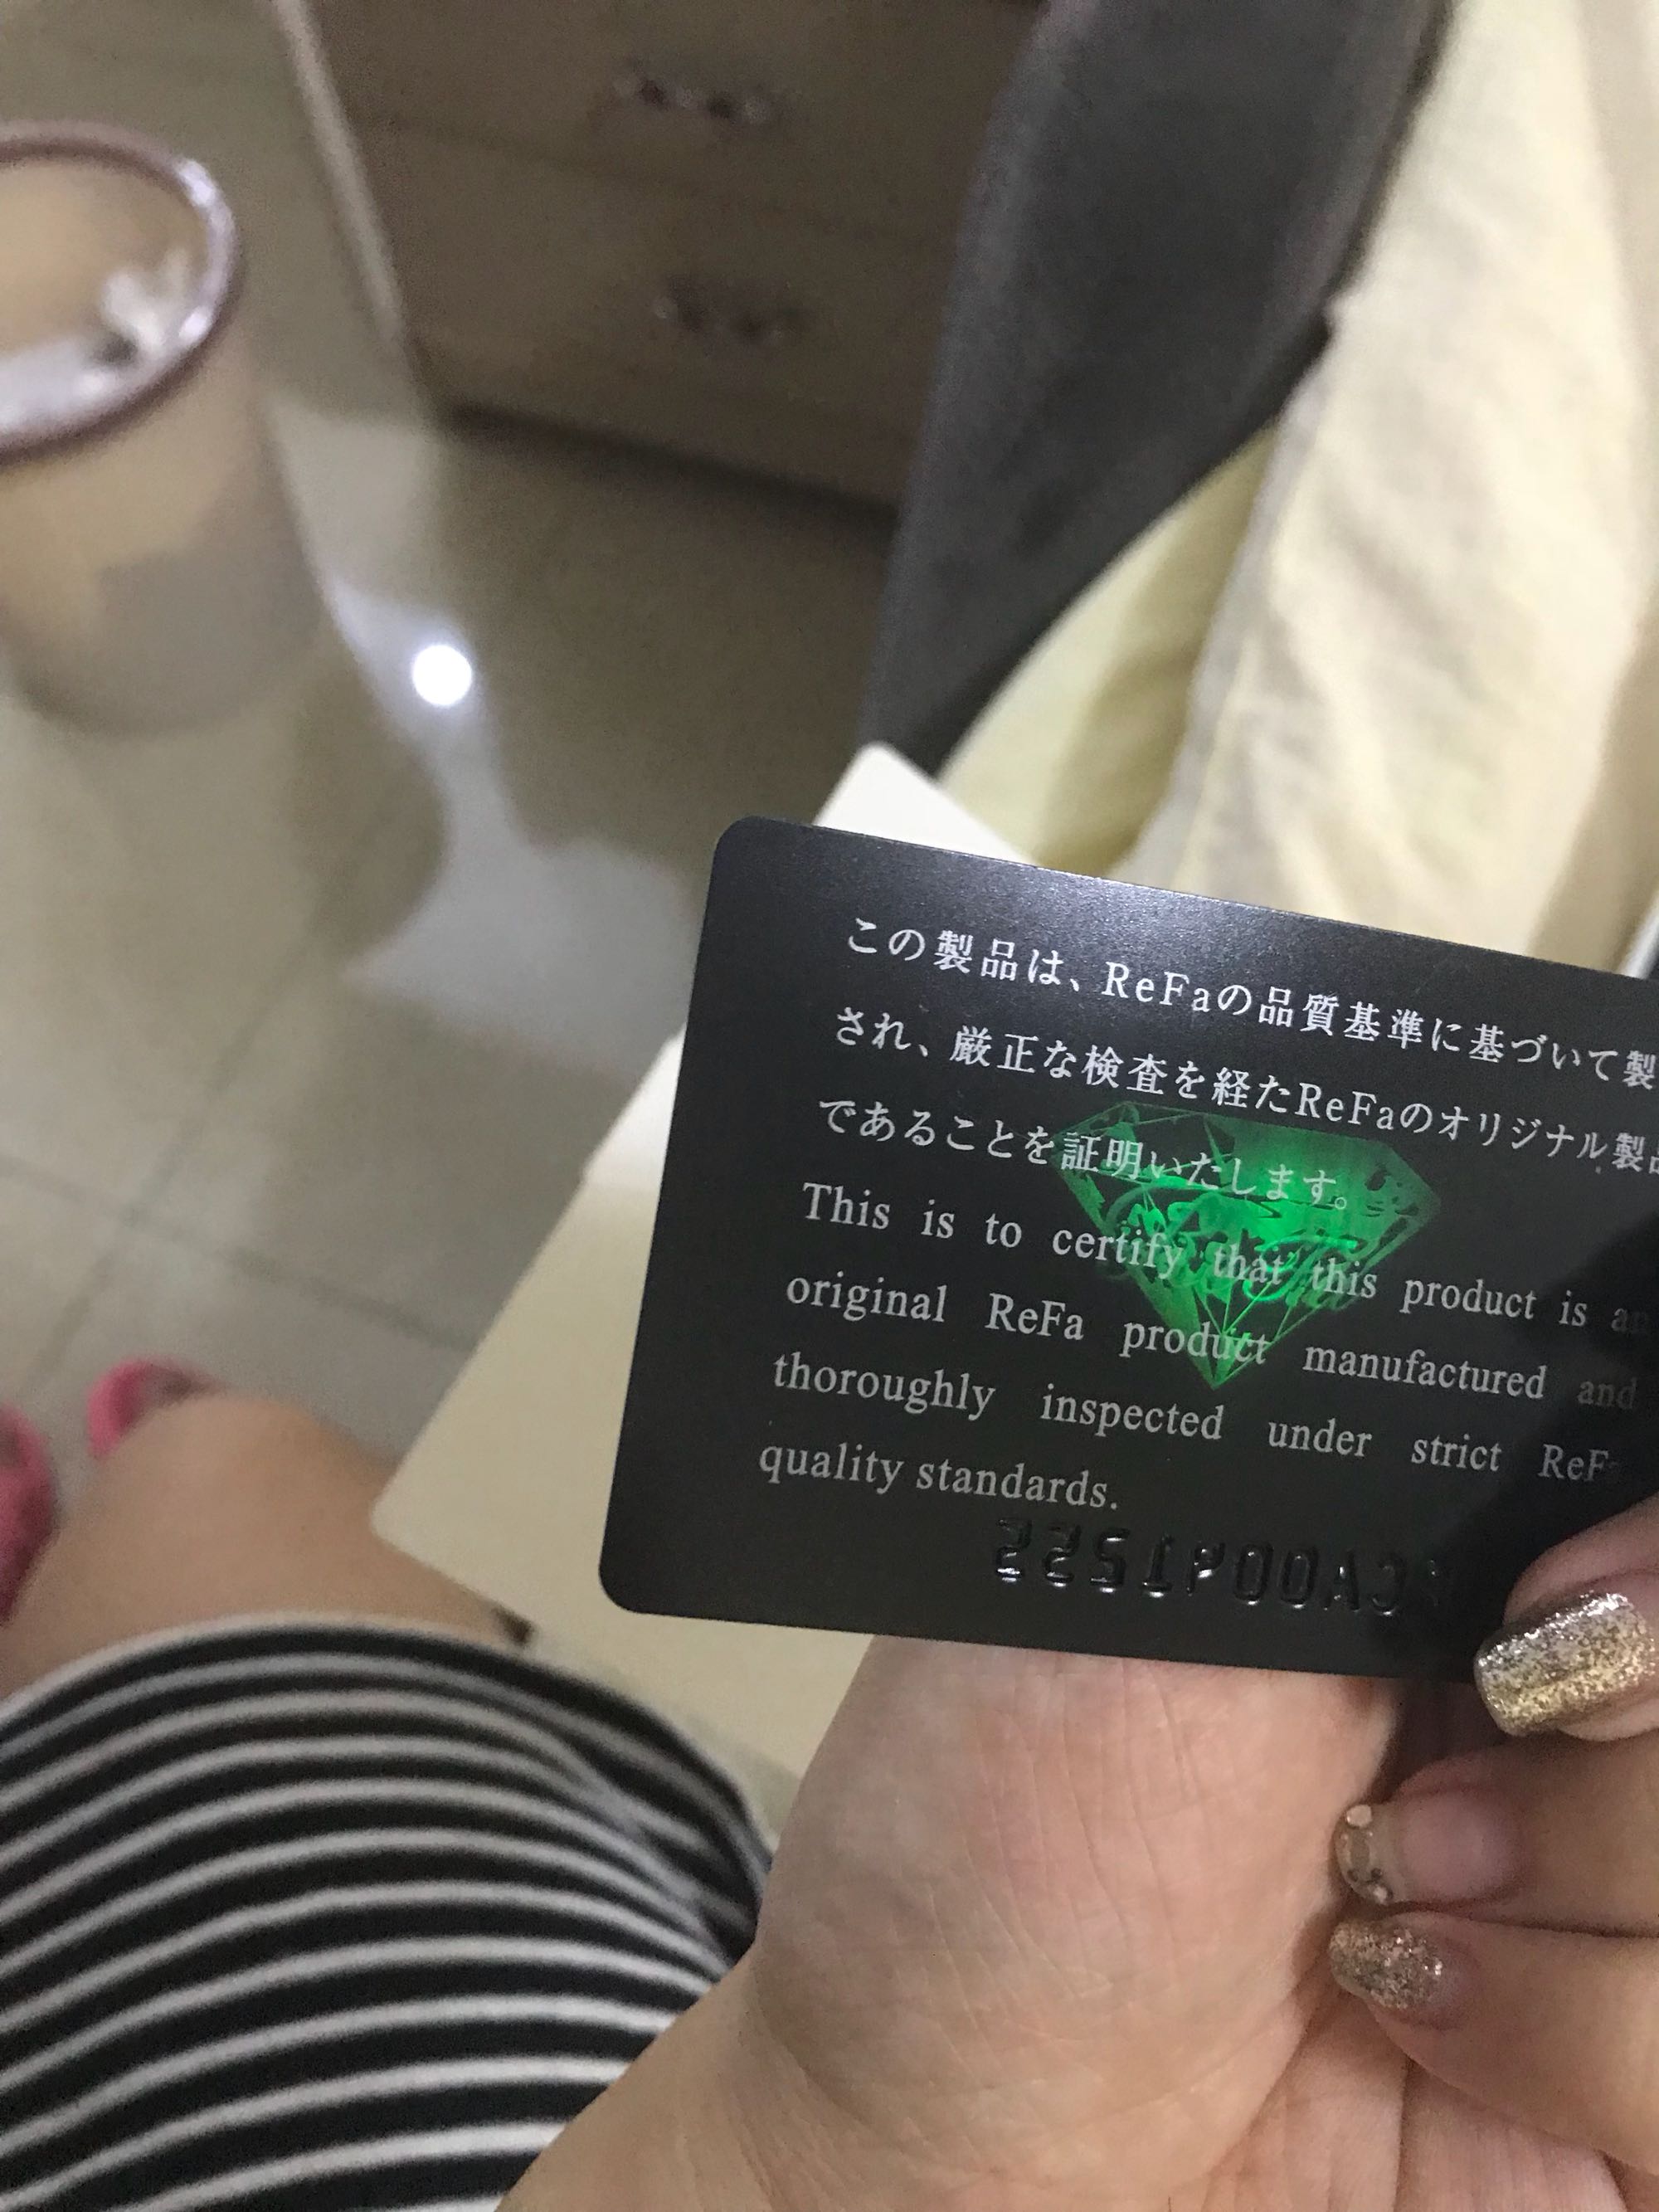 この製品は、ReFaの品質基準に基づいて製
され、厳正な検査を経たReFaのオリジナル製品
であることを証明いたします。
This is to certify that this product is an
original ReFa product manufactured and
thoroughly inspected under strict ReFa
quality standards.